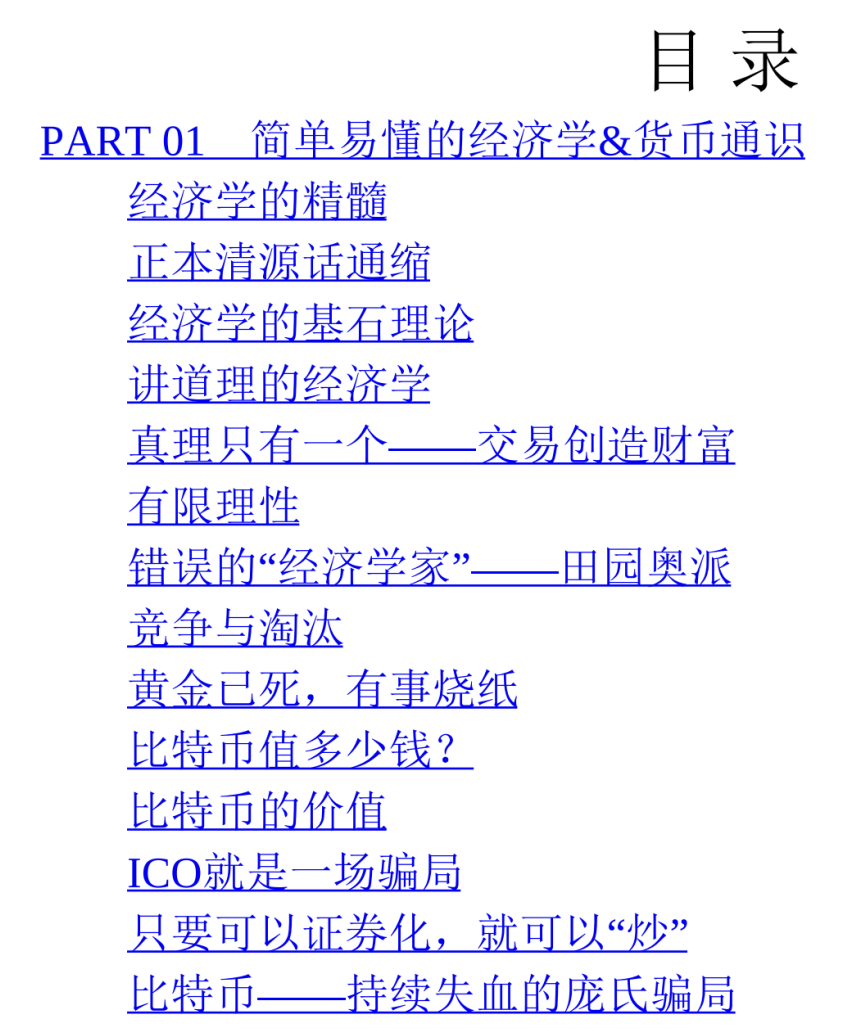 目 录
PART 01　简单易懂的经济学&货币通识
经济学的精髓
正本清源话通缩
经济学的基石理论
讲道理的经济学
真理只有一个——交易创造财富
有限理性
错误的“经济学家”——田园奥派
竞争与淘汰
黄金已死，有事烧纸
比特币值多少钱？
比特币的价值
ICO就是一场骗局
只要可以证券化，就可以“炒”
比特币——持续失血的庞氏骗局